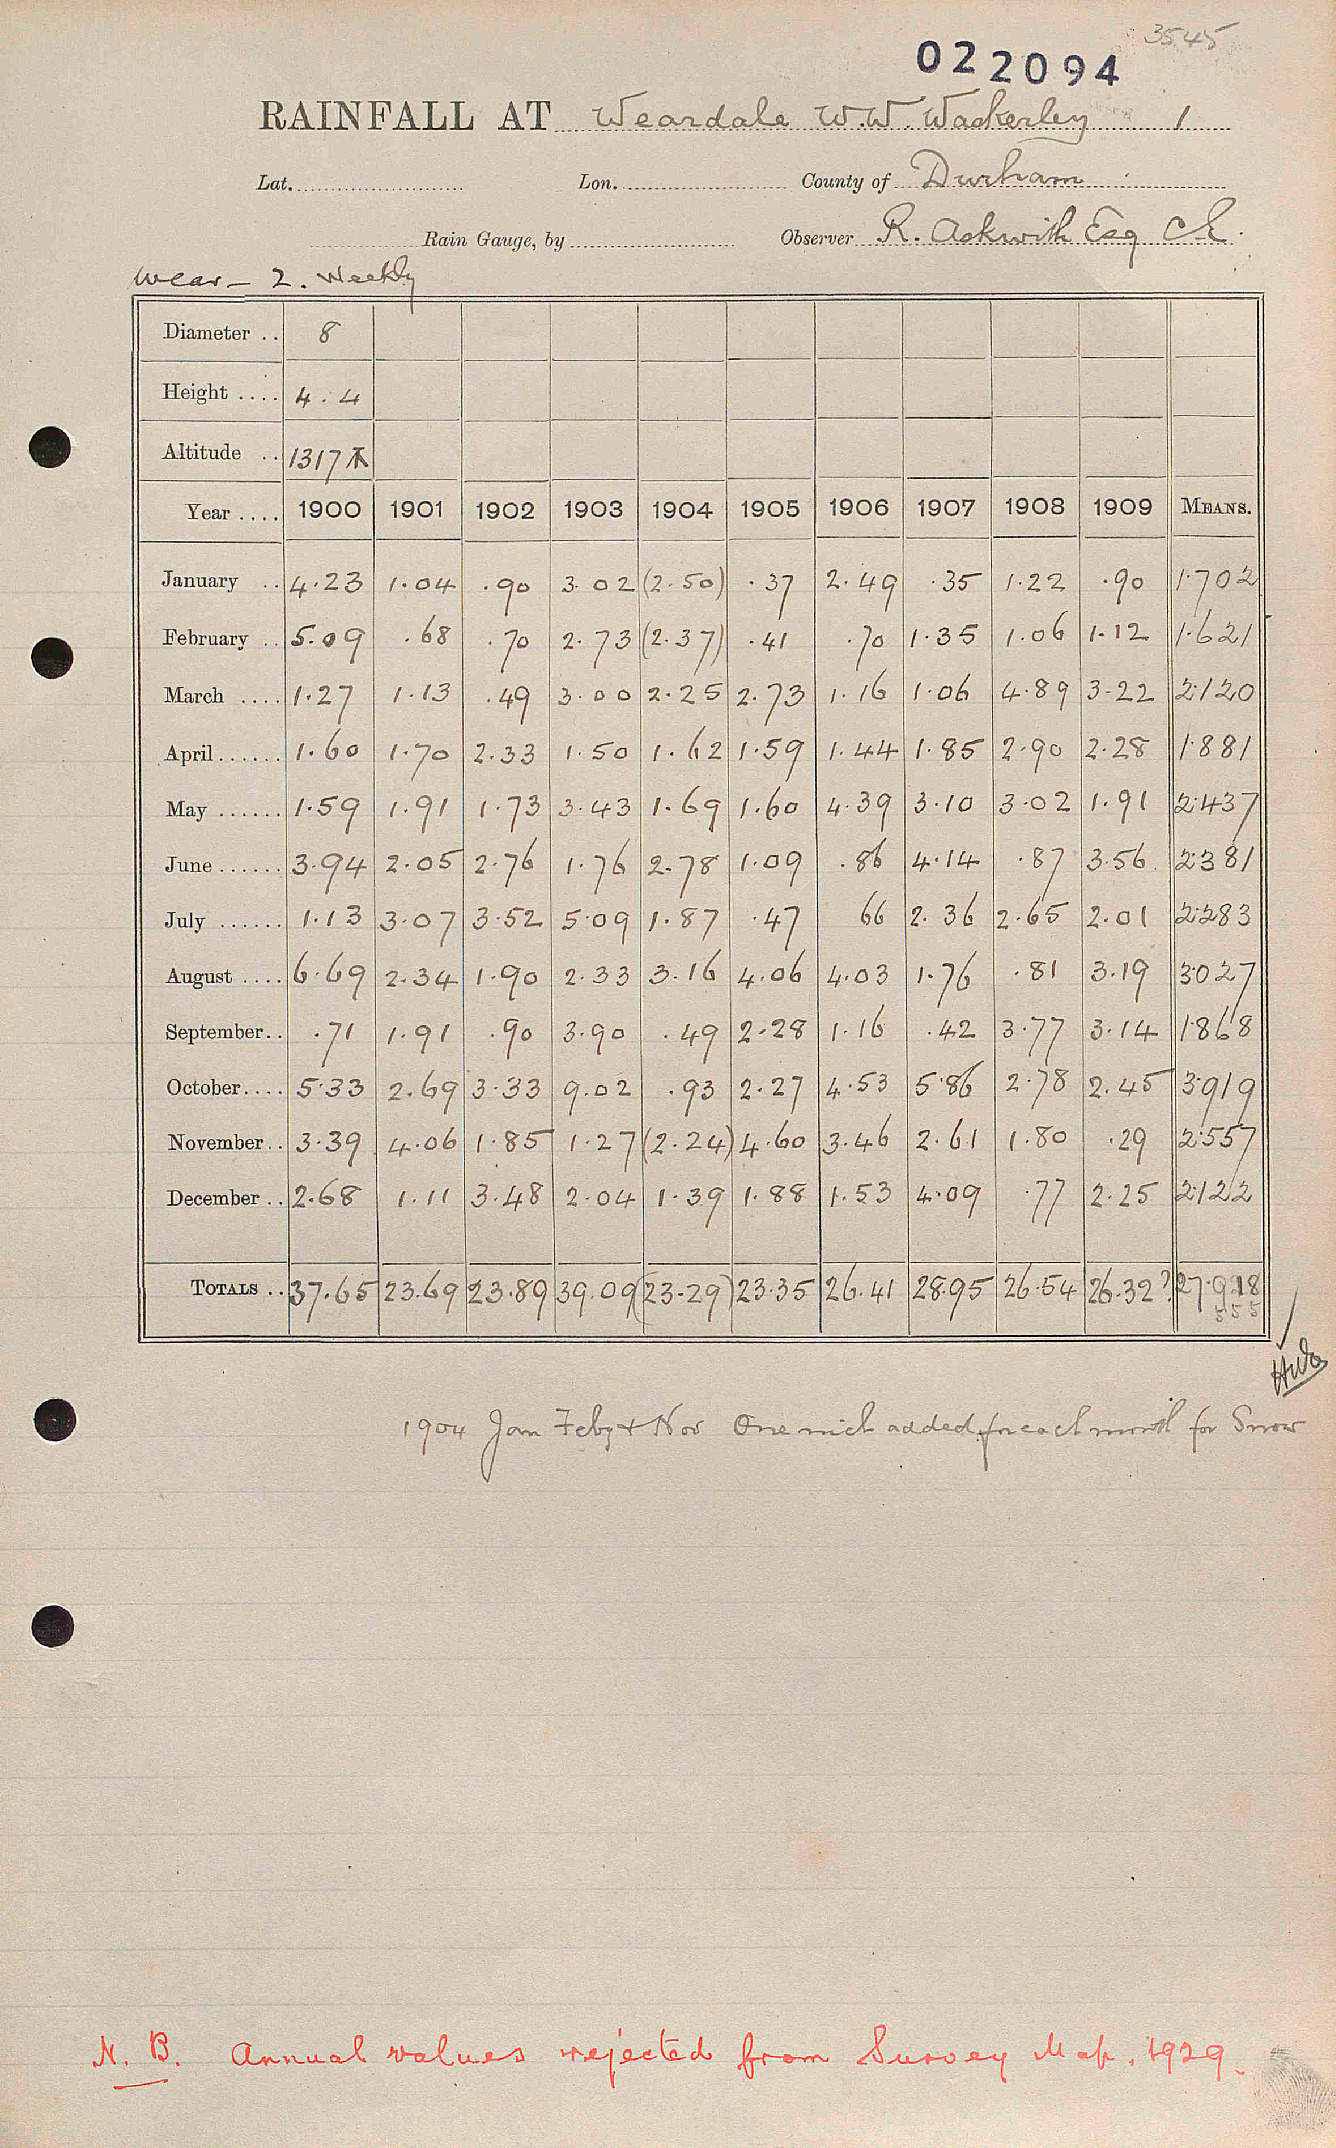 3545
022094
RAINFALL AT Weardale W.W. Wackerley 1
Lat. Lon. County of Durham
Rain Gauge, by Observer R. Askwith Esq C.E.
Wear - 2. Weekly
Diameter .. 8
Height .... 4.4
Altitude .. 1317
Year .... 1900 1901 1902 1903 1904 1905 1906 1907 1908 1909 MEANS.
January .. 4.23 1.04 .90 3.02 (2.50) .37 2.49 .35 1.22 .90 1.702
February .. 5.09 .68 .70 2.73 (2.37) .41 .70 1.35 1.06 1.12 1.621
March .... 1.27 1.13 .49 3.00 2.25 2.73 1.16 1.06 4.89 3.22 2.120
April ...... 1.60 1.70 2.33 1.50 1.62 1.59 1.44 1.85 2.90 2.28 1.881
May ...... 1.59 1.91 1.73 3.43 1.69 1.60 4.39 3.10 3.02 1.91 2.437
June ...... 3.94 2.05 2.76 1.76 2.78 1.09 .86 4.14 .87 3.56 2.381
July ...... 1.13 3.07 3.52 5.09 1.87 .47 66 2.36 2.65 2.01 2.283
August .... 6.69 2.34 1.90 2.33 3.16 4.06 4.03 1.76 .81 3.19 3.027
September.. .71 1.91 .90 3.90 .49 2.28 1.16 .42 3.77 3.14 1.868
October.... 5.33 2.69 3.33 9.02 .93 2.27 4.53 5.86 2.78 2.45 3.919
November.. 3.39 4.06 1.85 1.27 (2.24) 4.60 3.46 2.61 1.80 .29 2.557
December .. 2.68 1.11 3.48 2.04 1.39 1.88 1.53 4.09 .77 2.25 2.122
TOTALS .. 37.65 23.69 23.89 39.09 (23.29) 23.35 26.41 28.95 26.54 26.32? 27.918
5 5 5
1904 Jan Feby & Nov One inch added for each month for Snow
N.B. Annual values rejected from Survey Map. 1929.